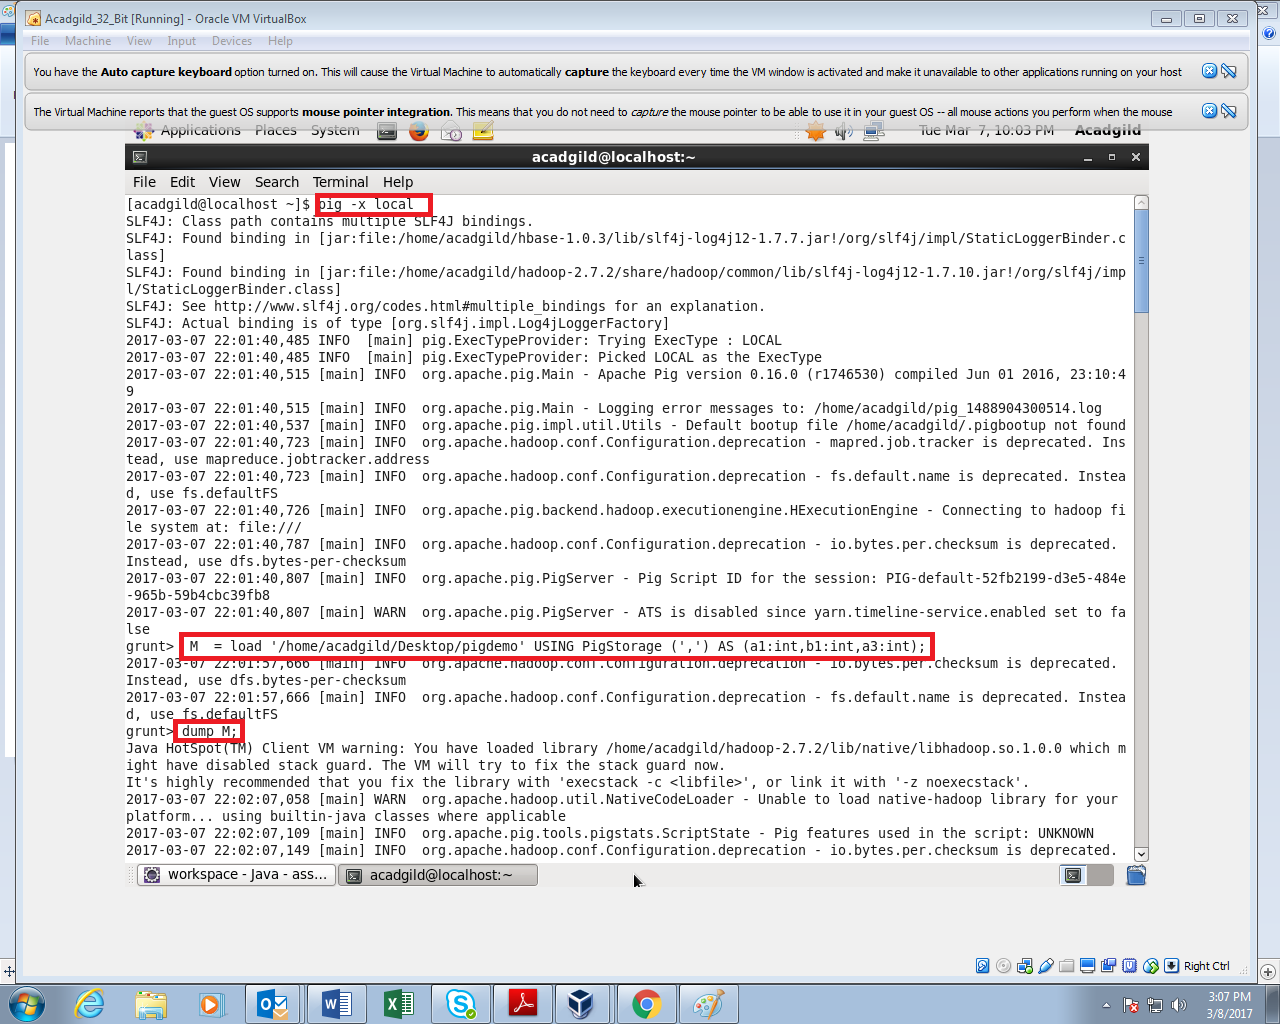 Acadgild_32_Bit [Running] - Oracle VM VirtualBox
File Machine View Input Devices Help
You have the Auto capture keyboard option turned on. This will cause the Virtual Machine to automatically capture the keyboard every time the VM window is activated and make it unavailable to other applications running on your host
The Virtual Machine reports that the guest OS supports mouse pointer integration. This means that you do not need to capture the mouse pointer to be able to use it in your guest OS -- all mouse actions you perform when the mouse
Applications Places System Tue Mar 7, 10:03 PM Acadgild
acadgild@localhost:~
File Edit View Search Terminal Help
[acadgild@localhost ~]$ pig -x local
SLF4J: Class path contains multiple SLF4J bindings.
SLF4J: Found binding in [jar:file:/home/acadgild/hbase-1.0.3/lib/slf4j-log4j12-1.7.7.jar!/org/slf4j/impl/StaticLoggerBinder.c
lass]
SLF4J: Found binding in [jar:file:/home/acadgild/hadoop-2.7.2/share/hadoop/common/lib/slf4j-log4j12-1.7.10.jar!/org/slf4j/imp
l/StaticLoggerBinder.class]
SLF4J: See http://www.slf4j.org/codes.html#multiple_bindings for an explanation.
SLF4J: Actual binding is of type [org.slf4j.impl.Log4jLoggerFactory]
2017-03-07 22:01:40,485 INFO  [main] pig.ExecTypeProvider: Trying ExecType : LOCAL
2017-03-07 22:01:40,485 INFO  [main] pig.ExecTypeProvider: Picked LOCAL as the ExecType
2017-03-07 22:01:40,515 [main] INFO  org.apache.pig.Main - Apache Pig version 0.16.0 (r1746530) compiled Jun 01 2016, 23:10:4
9
2017-03-07 22:01:40,515 [main] INFO  org.apache.pig.Main - Logging error messages to: /home/acadgild/pig_1488904300514.log
2017-03-07 22:01:40,537 [main] INFO  org.apache.pig.impl.util.Utils - Default bootup file /home/acadgild/.pigbootup not found
2017-03-07 22:01:40,723 [main] INFO  org.apache.hadoop.conf.Configuration.deprecation - mapred.job.tracker is deprecated. Ins
tead, use mapreduce.jobtracker.address
2017-03-07 22:01:40,723 [main] INFO  org.apache.hadoop.conf.Configuration.deprecation - fs.default.name is deprecated. Instea
d, use fs.defaultFS
2017-03-07 22:01:40,726 [main] INFO  org.apache.pig.backend.hadoop.executionengine.HExecutionEngine - Connecting to hadoop fi
le system at: file:///
2017-03-07 22:01:40,787 [main] INFO  org.apache.hadoop.conf.Configuration.deprecation - io.bytes.per.checksum is deprecated.
Instead, use dfs.bytes-per-checksum
2017-03-07 22:01:40,807 [main] INFO  org.apache.pig.PigServer - Pig Script ID for the session: PIG-default-52fb2199-d3e5-484e
-965b-59b4cbc39fb8
2017-03-07 22:01:40,807 [main] WARN  org.apache.pig.PigServer - ATS is disabled since yarn.timeline-service.enabled set to fa
lse
grunt>  M  = load '/home/acadgild/Desktop/pigdemo' USING PigStorage (',') AS (a1:int,b1:int,a3:int);
2017-03-07 22:01:57,666 [main] INFO  org.apache.hadoop.conf.Configuration.deprecation - io.bytes.per.checksum is deprecated.
Instead, use dfs.bytes-per-checksum
2017-03-07 22:01:57,666 [main] INFO  org.apache.hadoop.conf.Configuration.deprecation - fs.default.name is deprecated. Instea
d, use fs.defaultFS
grunt> dump M;
Java HotSpot(TM) Client VM warning: You have loaded library /home/acadgild/hadoop-2.7.2/lib/native/libhadoop.so.1.0.0 which m
ight have disabled stack guard. The VM will try to fix the stack guard now.
It's highly recommended that you fix the library with 'execstack -c <libfile>', or link it with '-z noexecstack'.
2017-03-07 22:02:07,058 [main] WARN  org.apache.hadoop.util.NativeCodeLoader - Unable to load native-hadoop library for your
platform... using builtin-java classes where applicable
2017-03-07 22:02:07,109 [main] INFO  org.apache.pig.tools.pigstats.ScriptState - Pig features used in the script: UNKNOWN
2017-03-07 22:02:07,149 [main] INFO  org.apache.hadoop.conf.Configuration.deprecation - io.bytes.per.checksum is deprecated.
workspace - Java - ass... acadgild@localhost:~
Right Ctrl
3:07 PM
3/8/2017